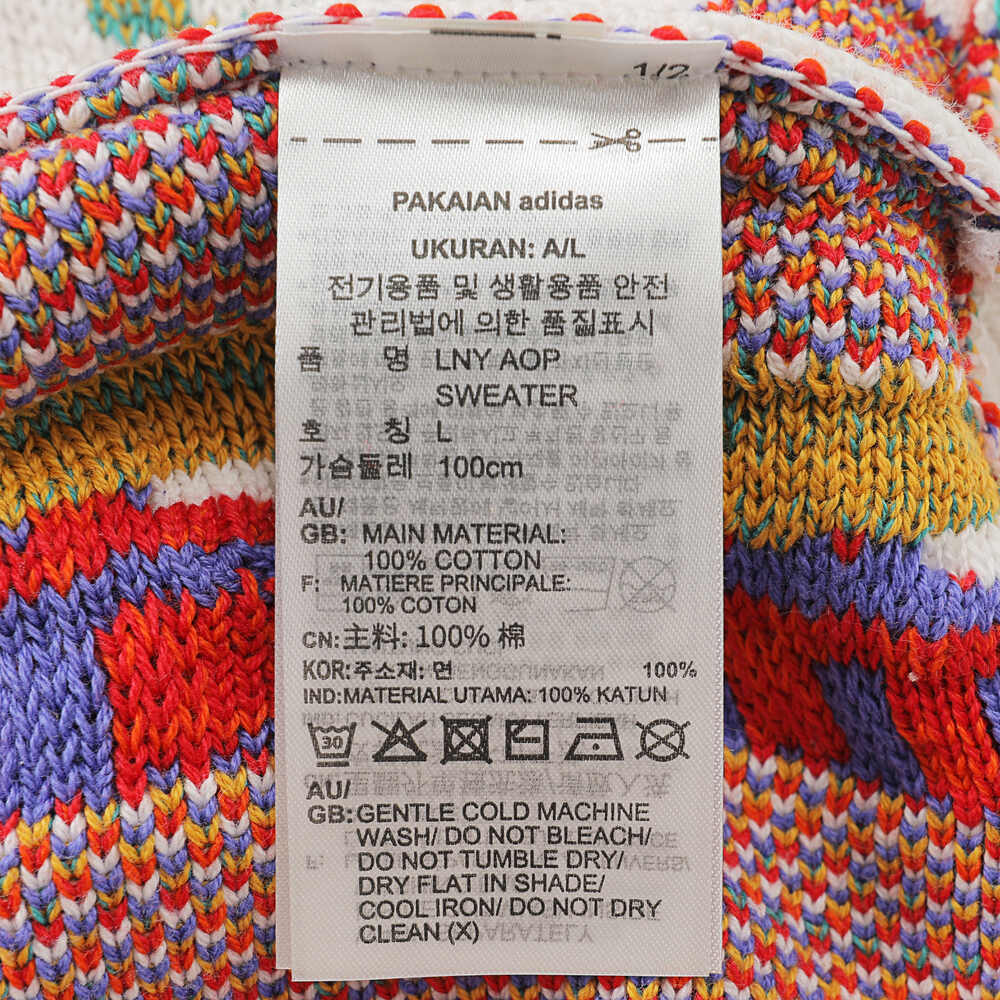 1/2
PAKAIAN adidas
UKURAN: A/L
전기용품 및 생활용품 안전
관리법에 의한 품질표시
품 명 LNY AOP
SWEATER
호 칭 L
가슴둘레 100cm
AU/
GB: MAIN MATERIAL:
100% COTTON
F: MATIERE PRINCIPALE:
100% COTON
CN:主料: 100% 棉
KOR:주소재: 면 100%
IND:MATERIAL UTAMA: 100% KATUN
30
AU/
GB:GENTLE COLD MACHINE
WASH/ DO NOT BLEACH/
DO NOT TUMBLE DRY/
DRY FLAT IN SHADE/
COOL IRON/ DO NOT DRY
CLEAN (X)